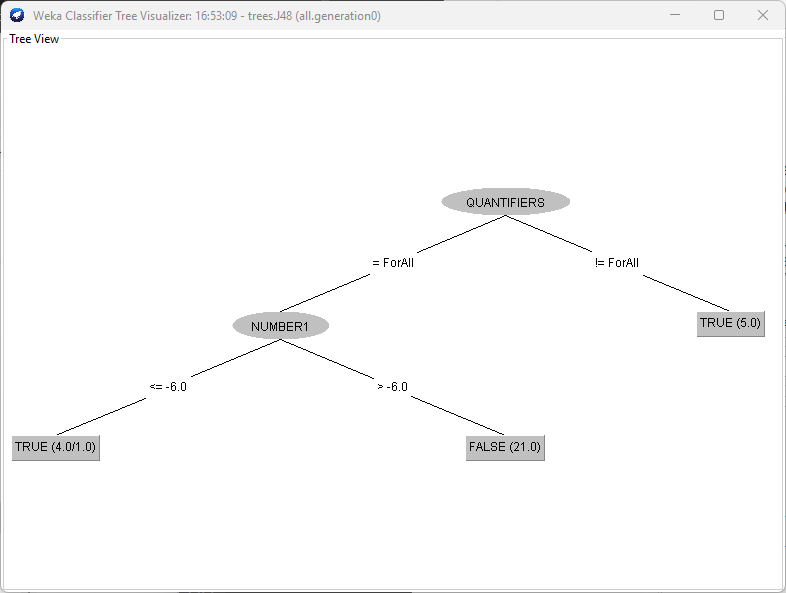 Weka Classifier Tree Visualizer: 16:53:09 - trees.J48 (all.generation0)
Tree View
QUANTIFIERS
= ForAll
!= ForAll
NUMBER1
TRUE (5.0)
<= -6.0
> -6.0
TRUE (4.0/1.0)
FALSE (21.0)